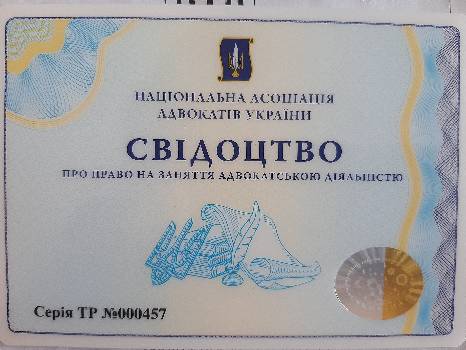 НАЦІОНАЛЬНА АСОЦІАЦІЯ
АДВОКАТІВ УКРАЇНИ
СВІДОЦТВО
ПРО ПРАВО НА ЗАНЯТТЯ АДВОКАТСЬКОЮ ДІЯЛЬНІСТЮ
Серія ТР №000457